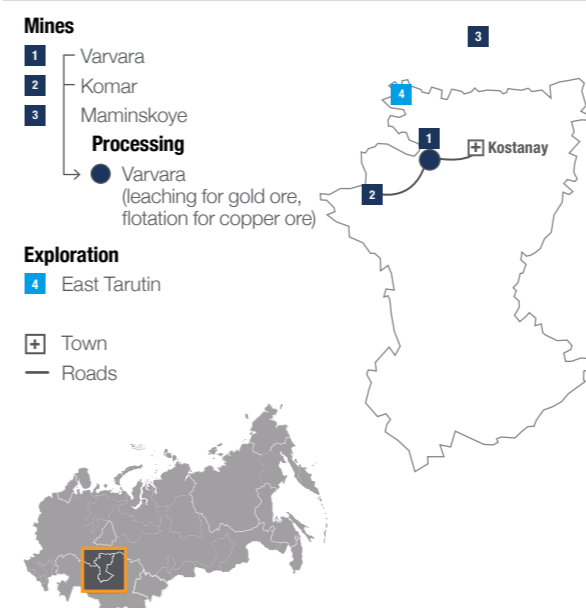 Mines
1 Varvara
2 Komar
3 Maminskoye
Processing
Varvara
(leaching for gold ore,
flotation for copper ore)
Exploration
4 East Tarutin
Town
Roads
3
4
1
Kostanay
2